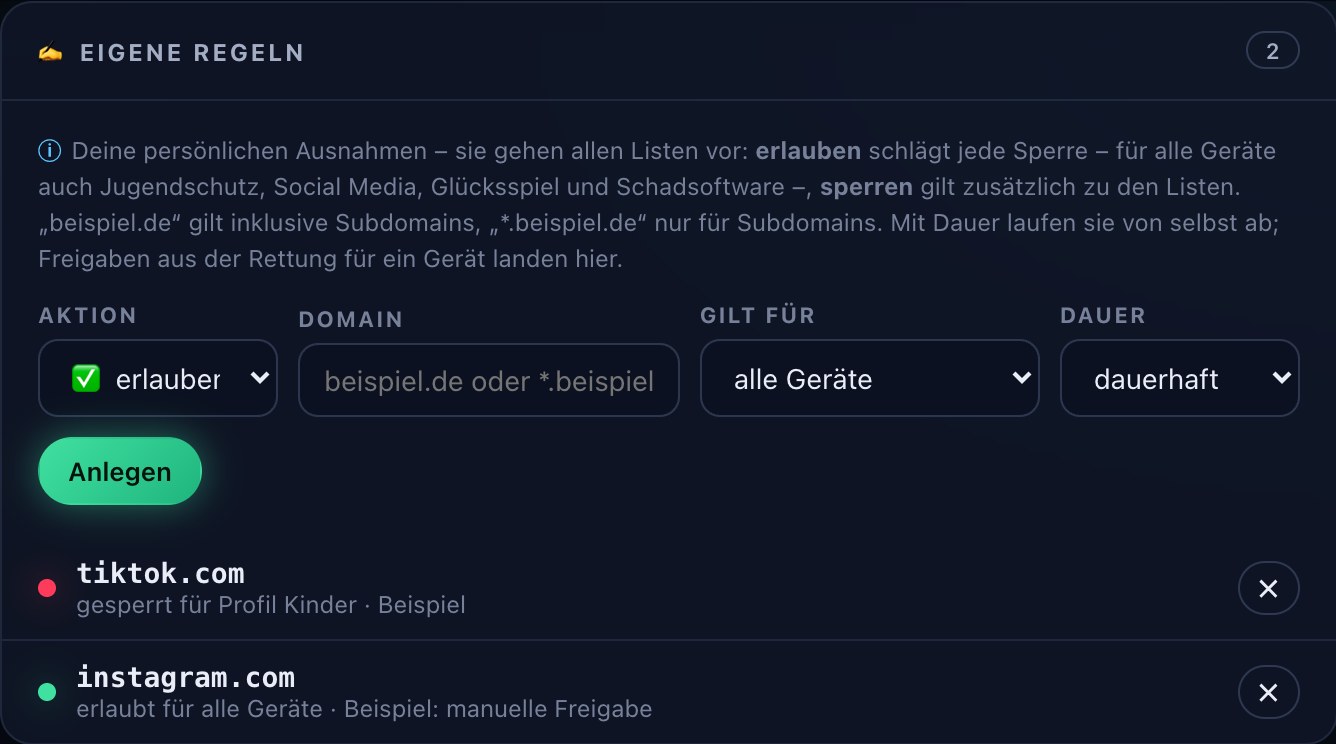 ✍️ EIGENE REGELN
2
ⓘ Deine persönlichen Ausnahmen – sie gehen allen Listen vor: erlauben schlägt jede Sperre – für alle Geräte
auch Jugendschutz, Social Media, Glücksspiel und Schadsoftware –, sperren gilt zusätzlich zu den Listen.
„beispiel.de“ gilt inklusive Subdomains, „*.beispiel.de“ nur für Subdomains. Mit Dauer laufen sie von selbst ab;
Freigaben aus der Rettung für ein Gerät landen hier.
AKTION DOMAIN GILT FÜR DAUER
✅ erlauben beispiel.de oder *.beispiel alle Geräte dauerhaft
Anlegen
tiktok.com
gesperrt für Profil Kinder · Beispiel
✕
instagram.com
erlaubt für alle Geräte · Beispiel: manuelle Freigabe
✕